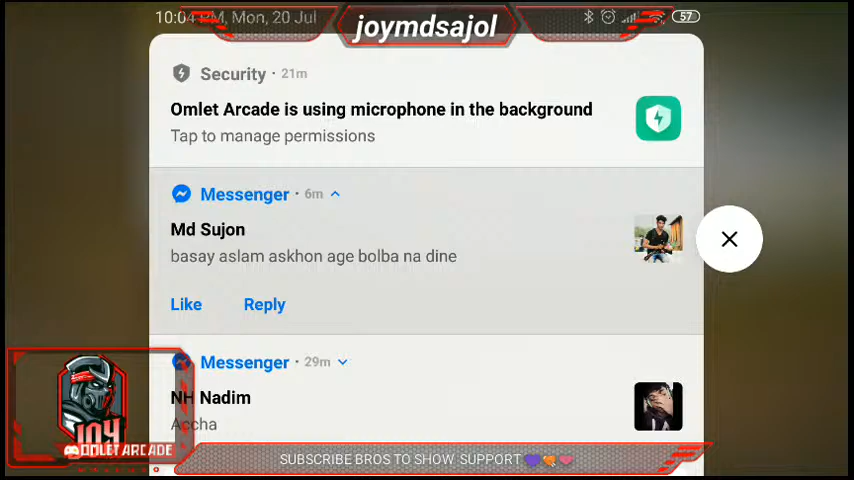 10:04 PM, Mon, 20 Jul
57
joymdsajol
Security · 21m
Omlet Arcade is using microphone in the background
Tap to manage permissions
Messenger · 6m
Md Sujon
basay aslam askhon age bolba na dine
Like Reply
Messenger · 29m
NH Nadim
Accha
JOY
OMLET ARCADE
SUBSCRIBE BROS TO SHOW SUPPORT 💜💘💗